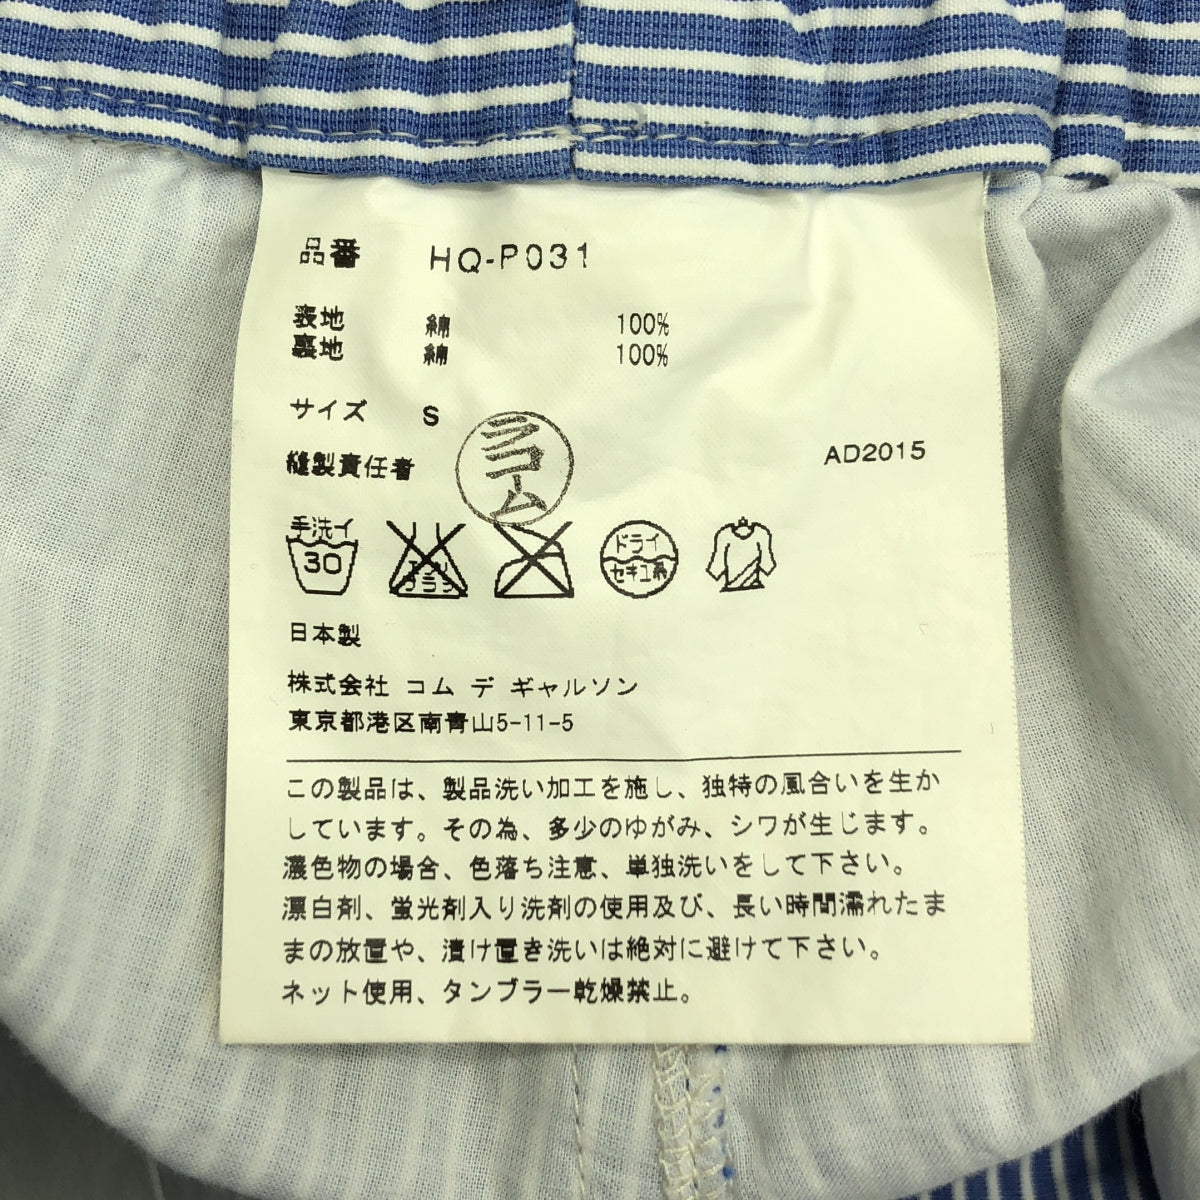 品番 HQ-P031
表地 綿 100%
裏地 綿 100%
サイズ S
縫製責任者 コム AD2015
手洗イ
30
エンソ
サラシ
ドライ
セキユ系
日本製
株式会社 コム デ ギャルソン
東京都港区南青山5-11-5
この製品は、製品洗い加工を施し、独特の風合いを生か
しています。その為、多少のゆがみ、シワが生じます。
濃色物の場合、色落ち注意、単独洗いをして下さい。
漂白剤、蛍光剤入り洗剤の使用及び、長い時間濡れたま
まの放置や、漬け置き洗いは絶対に避けて下さい。
ネット使用、タンブラー乾燥禁止。